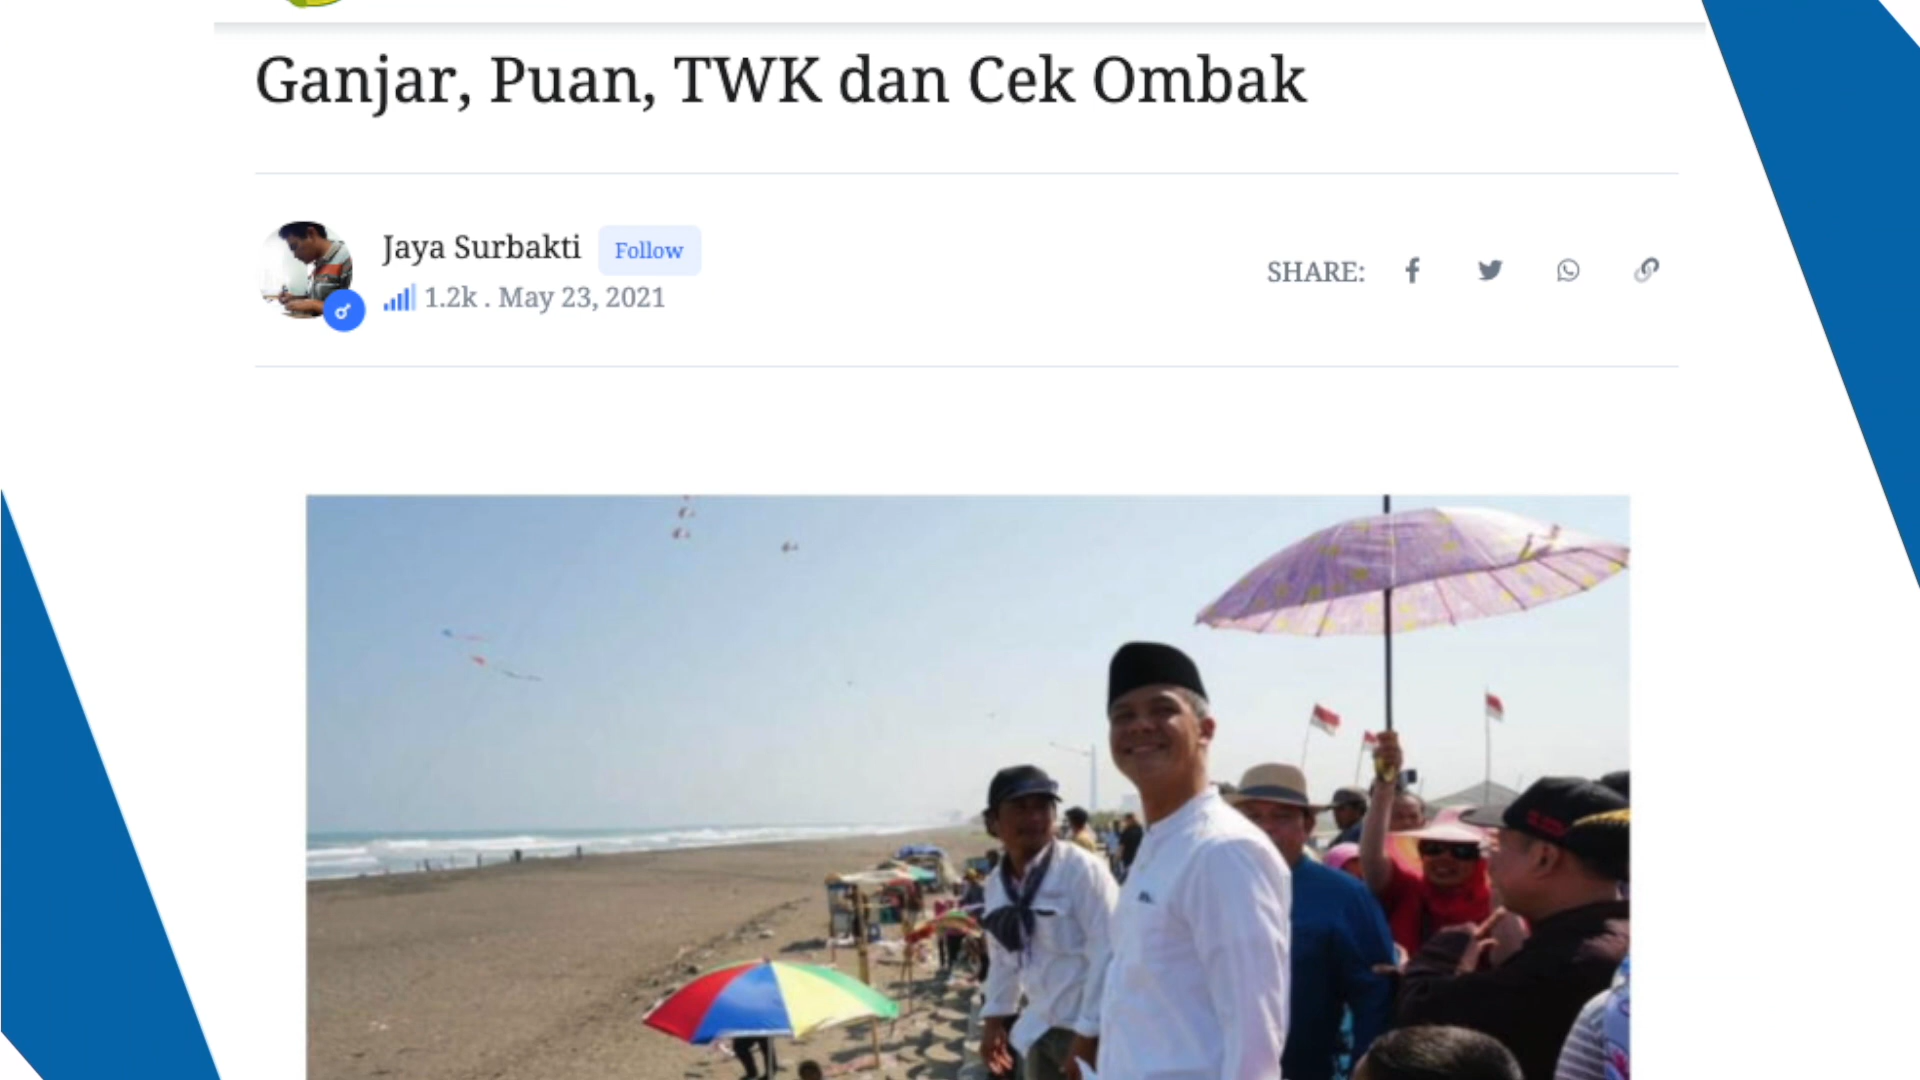 Ganjar, Puan, TWK dan Cek Ombak
Jaya Surbakti Follow
1.2k . May 23, 2021
SHARE: